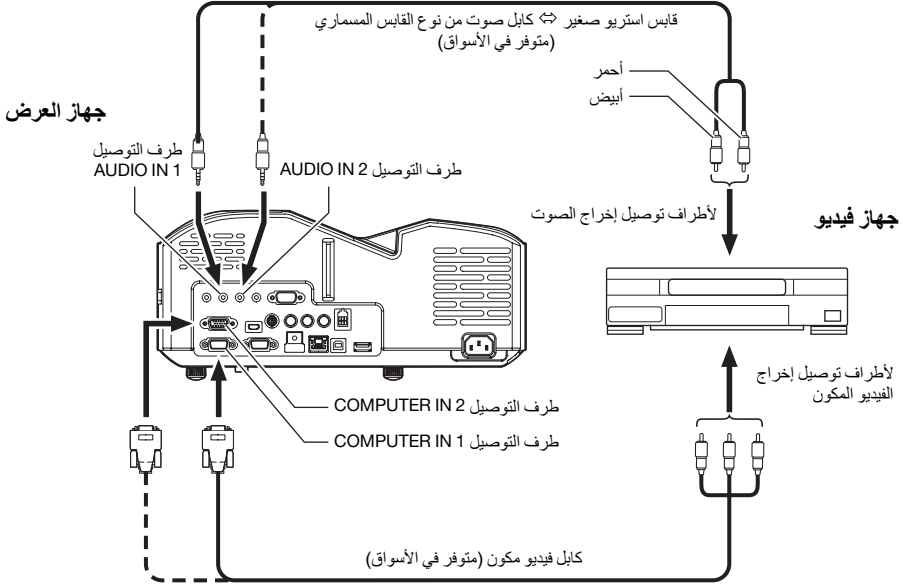 قابس استريو صغير ⇔ كابل صوت من نوع القابس المسماري
(متوفر في الأسواق)
أحمر
أبيض
جهاز العرض
طرف التوصيل
AUDIO IN 1
طرف التوصيل AUDIO IN 2
لأطراف توصيل إخراج الصوت
جهاز فيديو
لأطراف توصيل إخراج
الفيديو المكون
طرف التوصيل COMPUTER IN 2
طرف التوصيل COMPUTER IN 1
كابل فيديو مكون (متوفر في الأسواق)